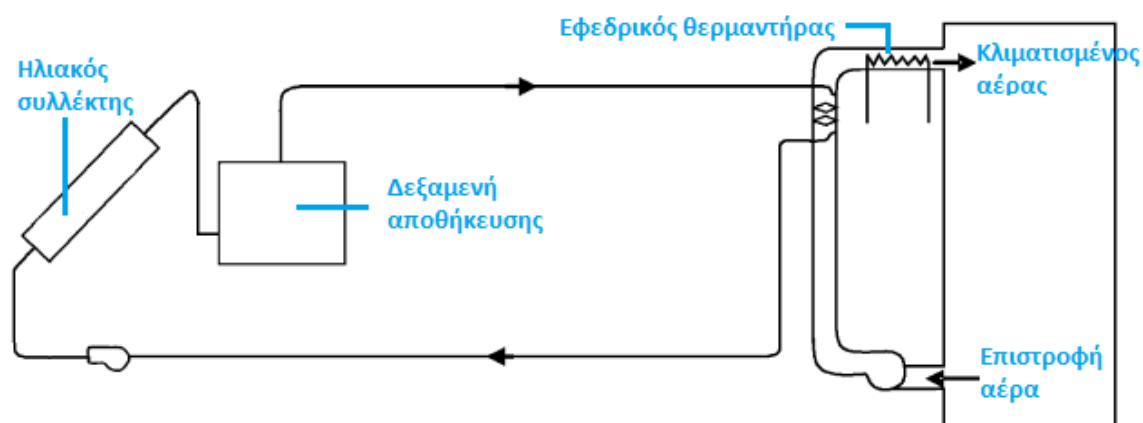 Εφεδρικός θερμαντήρας
Κλιματισμένος
αέρας
Ηλιακός
συλλέκτης
Δεξαμενή
αποθήκευσης
Επιστροφή
αέρα